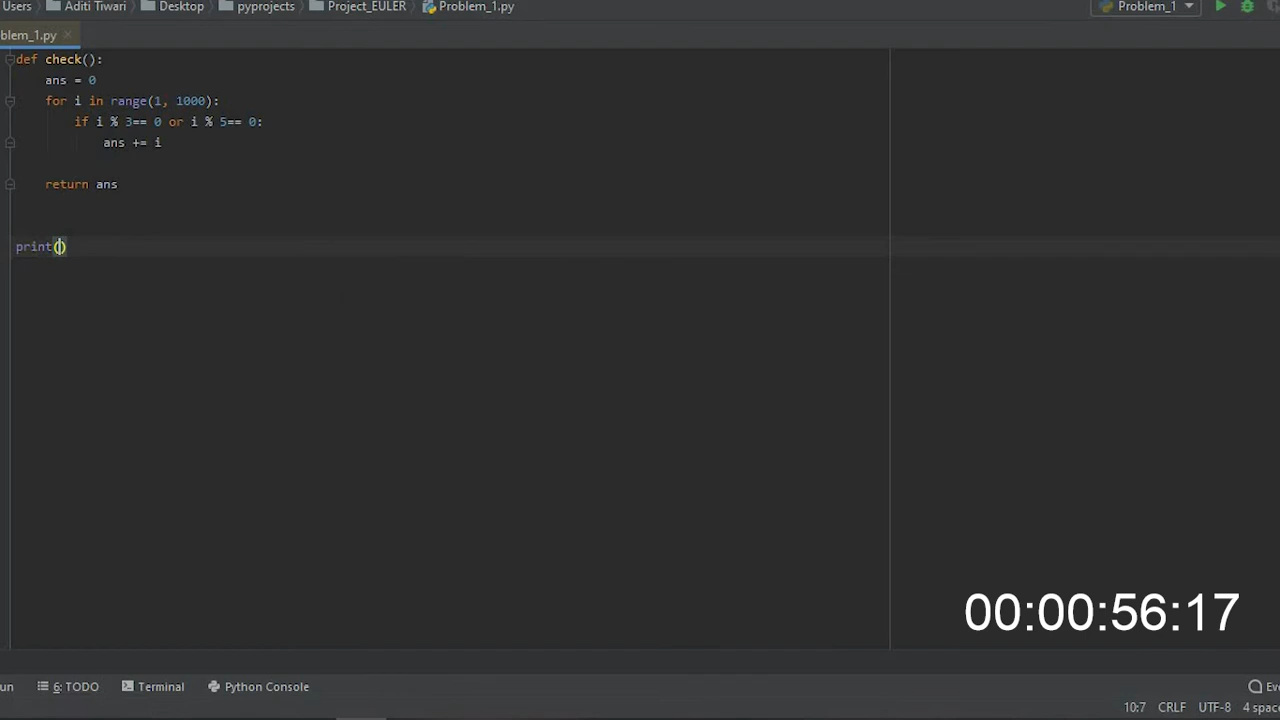 Users Aditi Tiwari Desktop pyprojects Project_EULER Problem_1.py Problem_1
blem_1.py
def check():
    ans = 0
    for i in range(1, 1000):
        if i % 3== 0 or i % 5== 0:
            ans += i
    return ans
print()
00:00:56:17
un 6: TODO Terminal Python Console Eve
10:7 CRLF UTF-8 4 spac